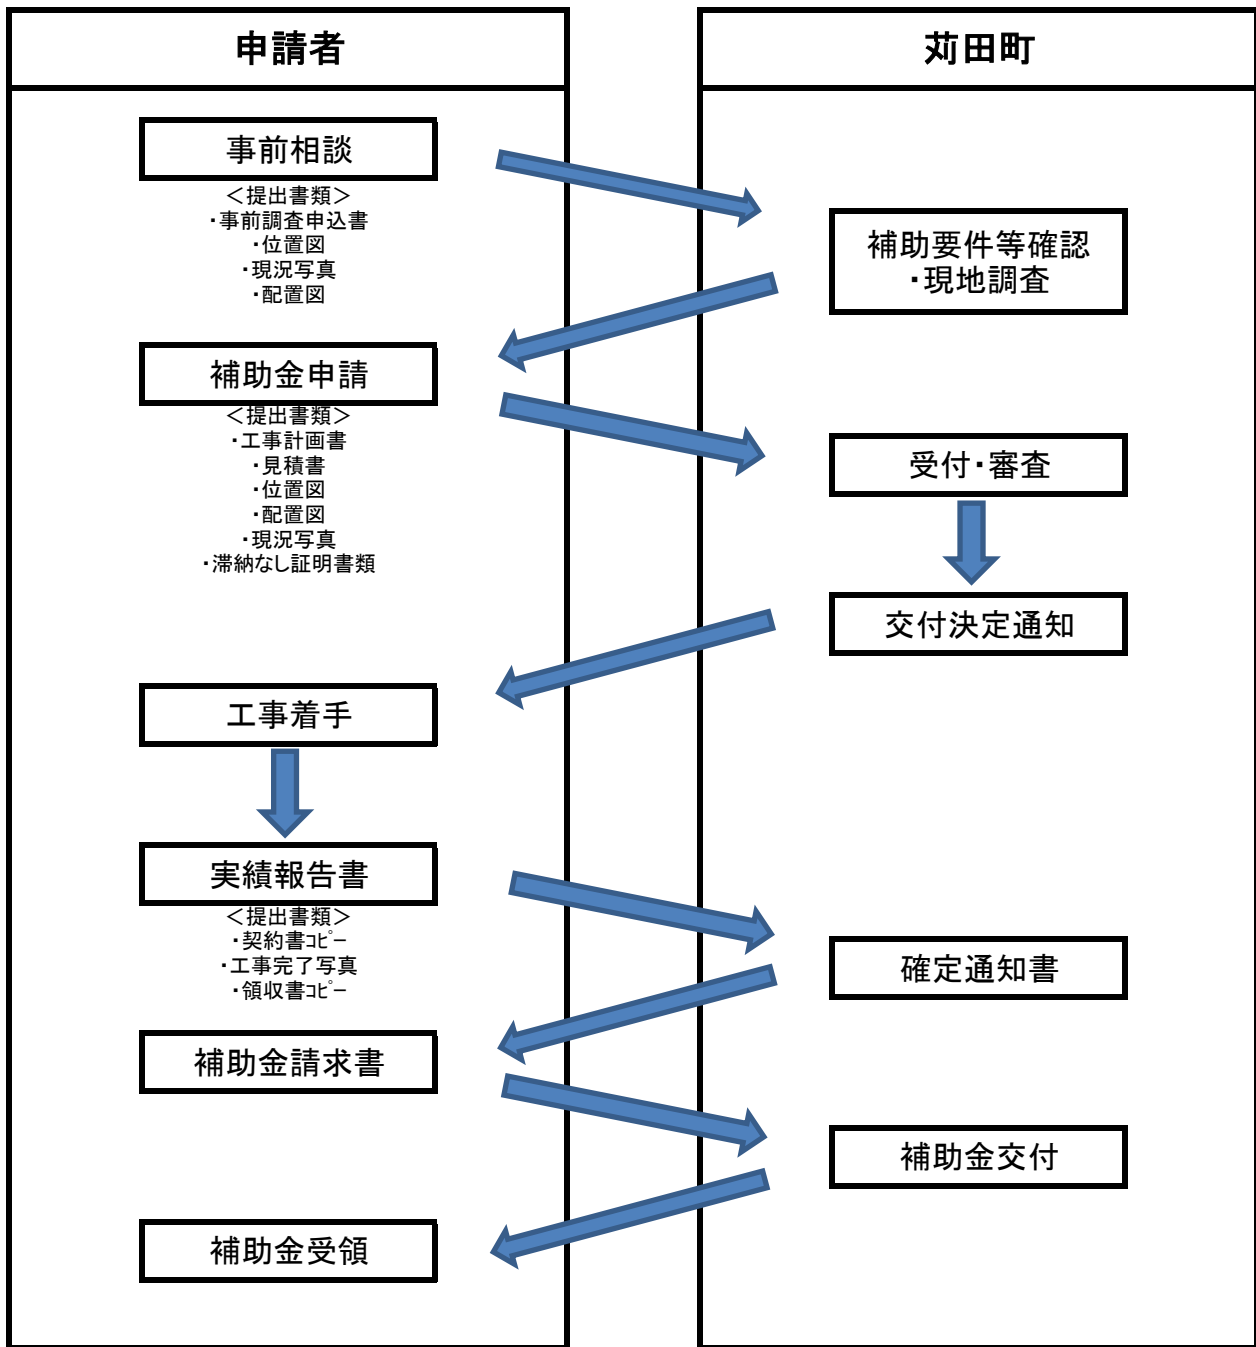 申請者
苅田町
事前相談
＜提出書類＞
・事前調査申込書
・位置図
・現況写真
・配置図
補助要件等確認
・現地調査
補助金申請
＜提出書類＞
・工事計画書
・見積書
・位置図
・配置図
・現況写真
・滞納なし証明書類
受付・審査
交付決定通知
工事着手
実績報告書
＜提出書類＞
・契約書ｺﾋﾟｰ
・工事完了写真
・領収書ｺﾋﾟｰ
確定通知書
補助金請求書
補助金交付
補助金受領